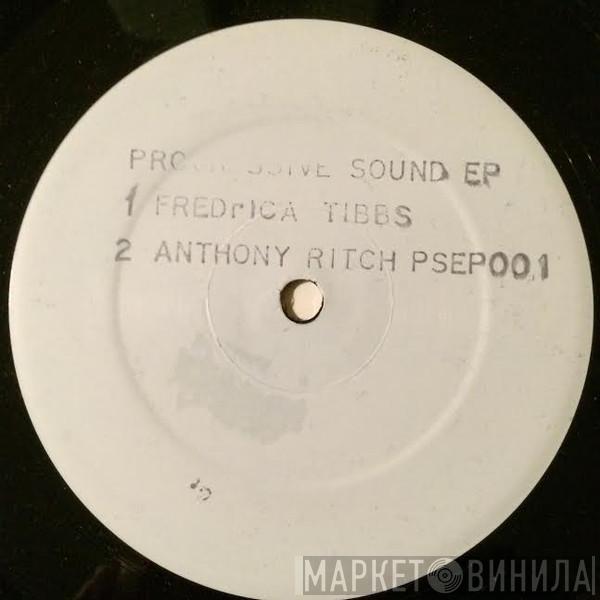 SOUND EP
1 FREDrICA TIBBS
2 ANTHONY RITCH PSEP001
МАРКЕТ ВИНИЛА